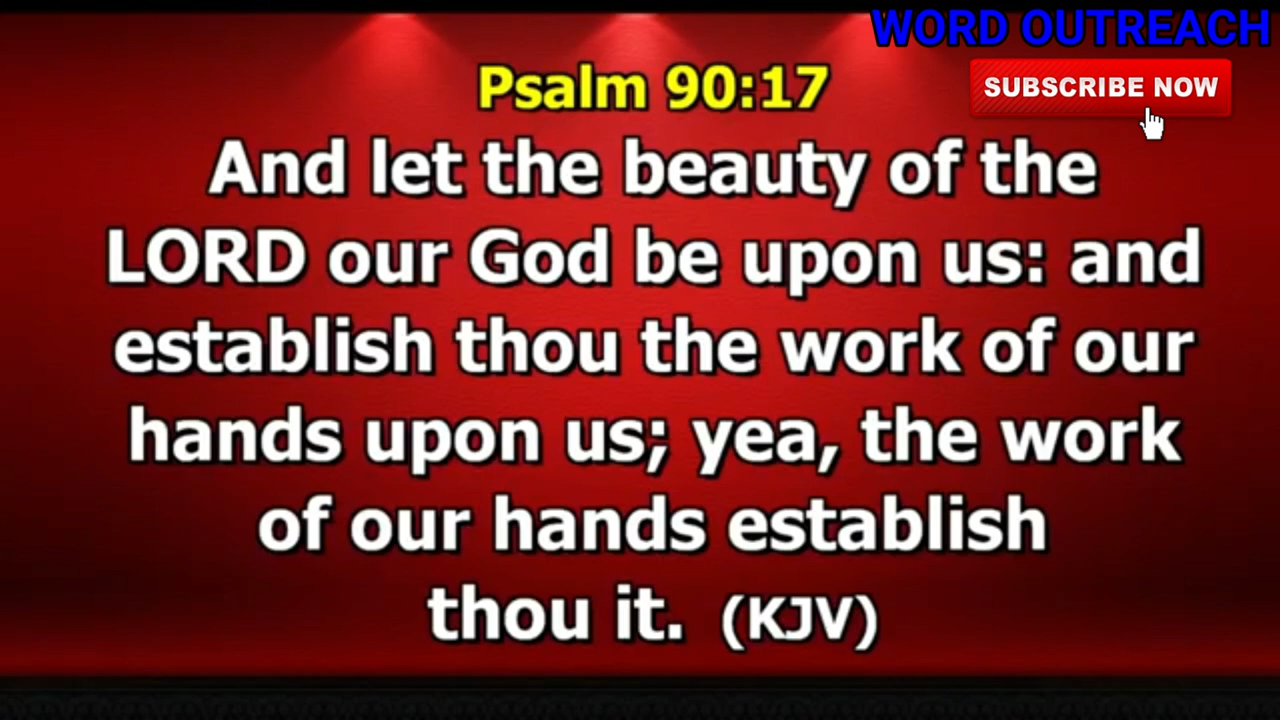 WORD OUTREACH
SUBSCRIBE NOW
Psalm 90:17
And let the beauty of the
LORD our God be upon us: and
establish thou the work of our
hands upon us; yea, the work
of our hands establish
thou it. (KJV)